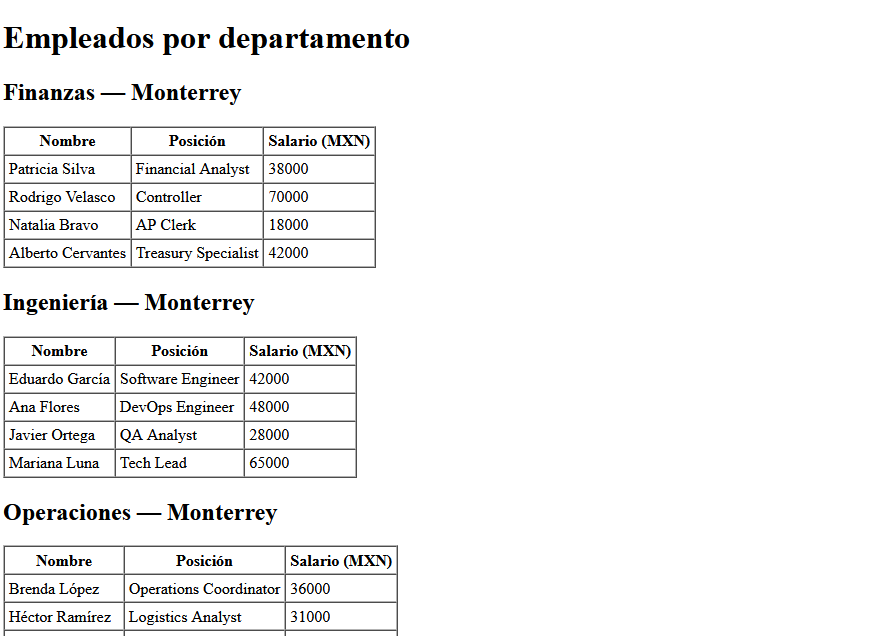 Empleados por departamento
Finanzas — Monterrey
Nombre Posición Salario (MXN)
Patricia Silva Financial Analyst 38000
Rodrigo Velasco Controller 70000
Natalia Bravo AP Clerk 18000
Alberto Cervantes Treasury Specialist 42000
Ingeniería — Monterrey
Nombre Posición Salario (MXN)
Eduardo García Software Engineer 42000
Ana Flores DevOps Engineer 48000
Javier Ortega QA Analyst 28000
Mariana Luna Tech Lead 65000
Operaciones — Monterrey
Nombre Posición Salario (MXN)
Brenda López Operations Coordinator 36000
Héctor Ramírez Logistics Analyst 31000